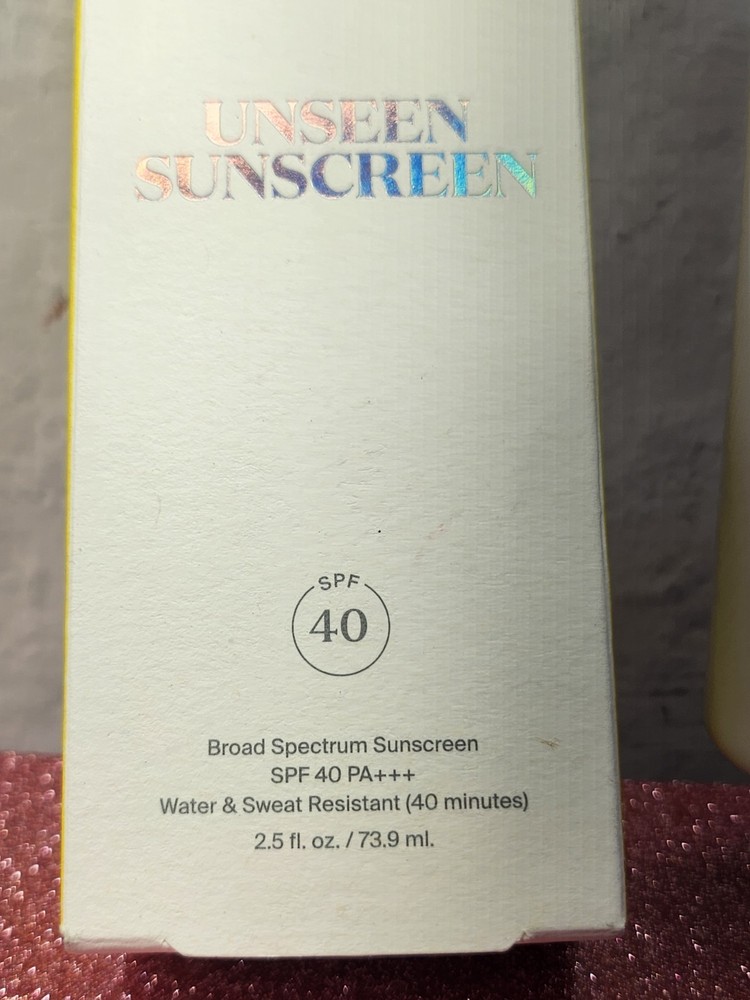 UNSEEN
SUNSCREEN
SPF
40
Broad Spectrum Sunscreen
SPF 40 PA+++
Water & Sweat Resistant (40 minutes)
2.5 fl. oz. / 73.9 ml.